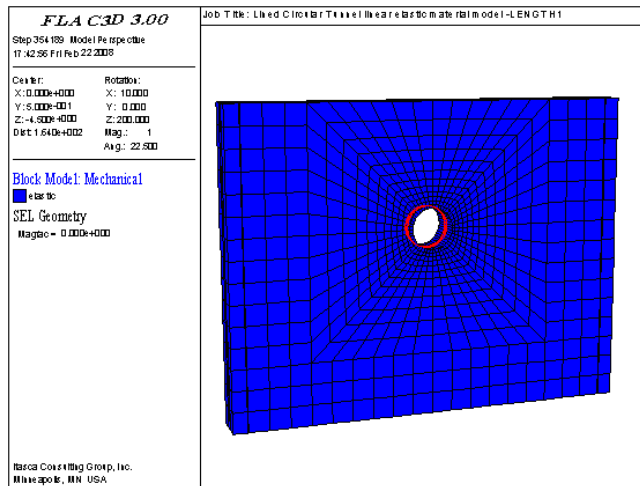 FLAC3D 3.00
Step 354189 Model Perspective
17:42:56 Fri Feb 22 2008
Center:
X: 0.000e+000
Y: 5.000e-001
Z: -4.500e+000
Dist: 1.640e+002
Rotation:
X: 10.000
Y: 0.000
Z: 200.000
Mag.: 1
Ang.: 22.500
Block Model: Mechanical
elastic
SEL Geometry
Magfac = 0.000e+000
Itasca Consulting Group, Inc.
Minneapolis, MN USA
Job Title: Lined Circular Tunnel linear elastic material model -LENGTH1